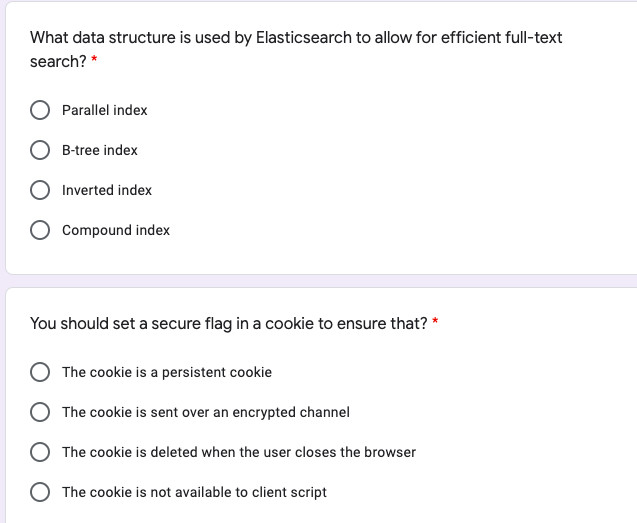 What data structure is used by Elasticsearch to allow for efficient full-text
search? *
Parallel index
B-tree index
Inverted index
Compound index
You should set a secure flag in a cookie to ensure that? *
The cookie is a persistent cookie
The cookie is sent over an encrypted channel
The cookie is deleted when the user closes the browser
The cookie is not available to client script